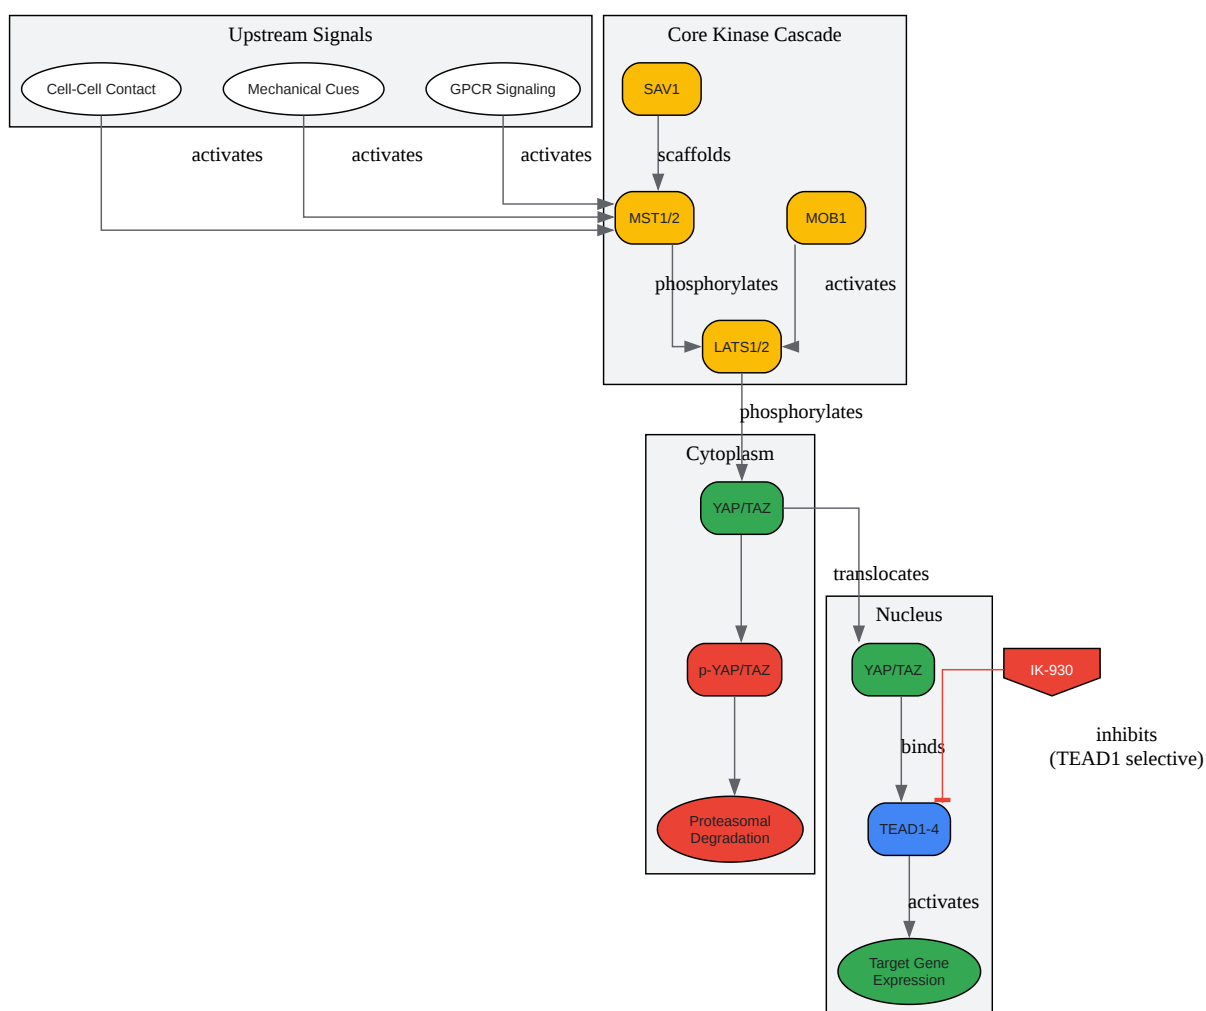 Upstream Signals
Core Kinase Cascade
Cell-Cell Contact
Mechanical Cues
GPCR Signaling
SAV1
activates
activates
activates
scaffolds
MST1/2
MOB1
phosphorylates
activates
LATS1/2
phosphorylates
Cytoplasm
YAP/TAZ
translocates
Nucleus
p-YAP/TAZ
YAP/TAZ
IK-930
binds
inhibits
(TEAD1 selective)
Proteasomal
Degradation
TEAD1-4
activates
Target Gene
Expression